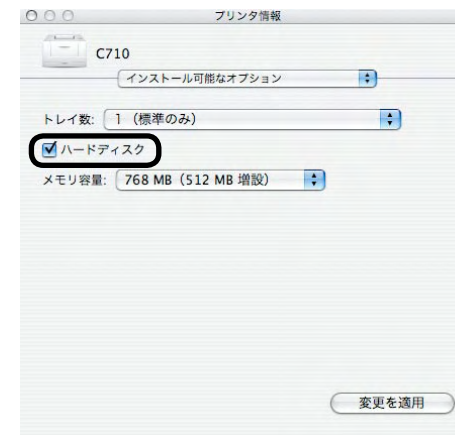 プリンタ情報
C710
インストール可能なオプション
トレイ数: 1 (標準のみ)
ハードディスク
メモリ容量: 768 MB (512 MB 増設)
変更を適用